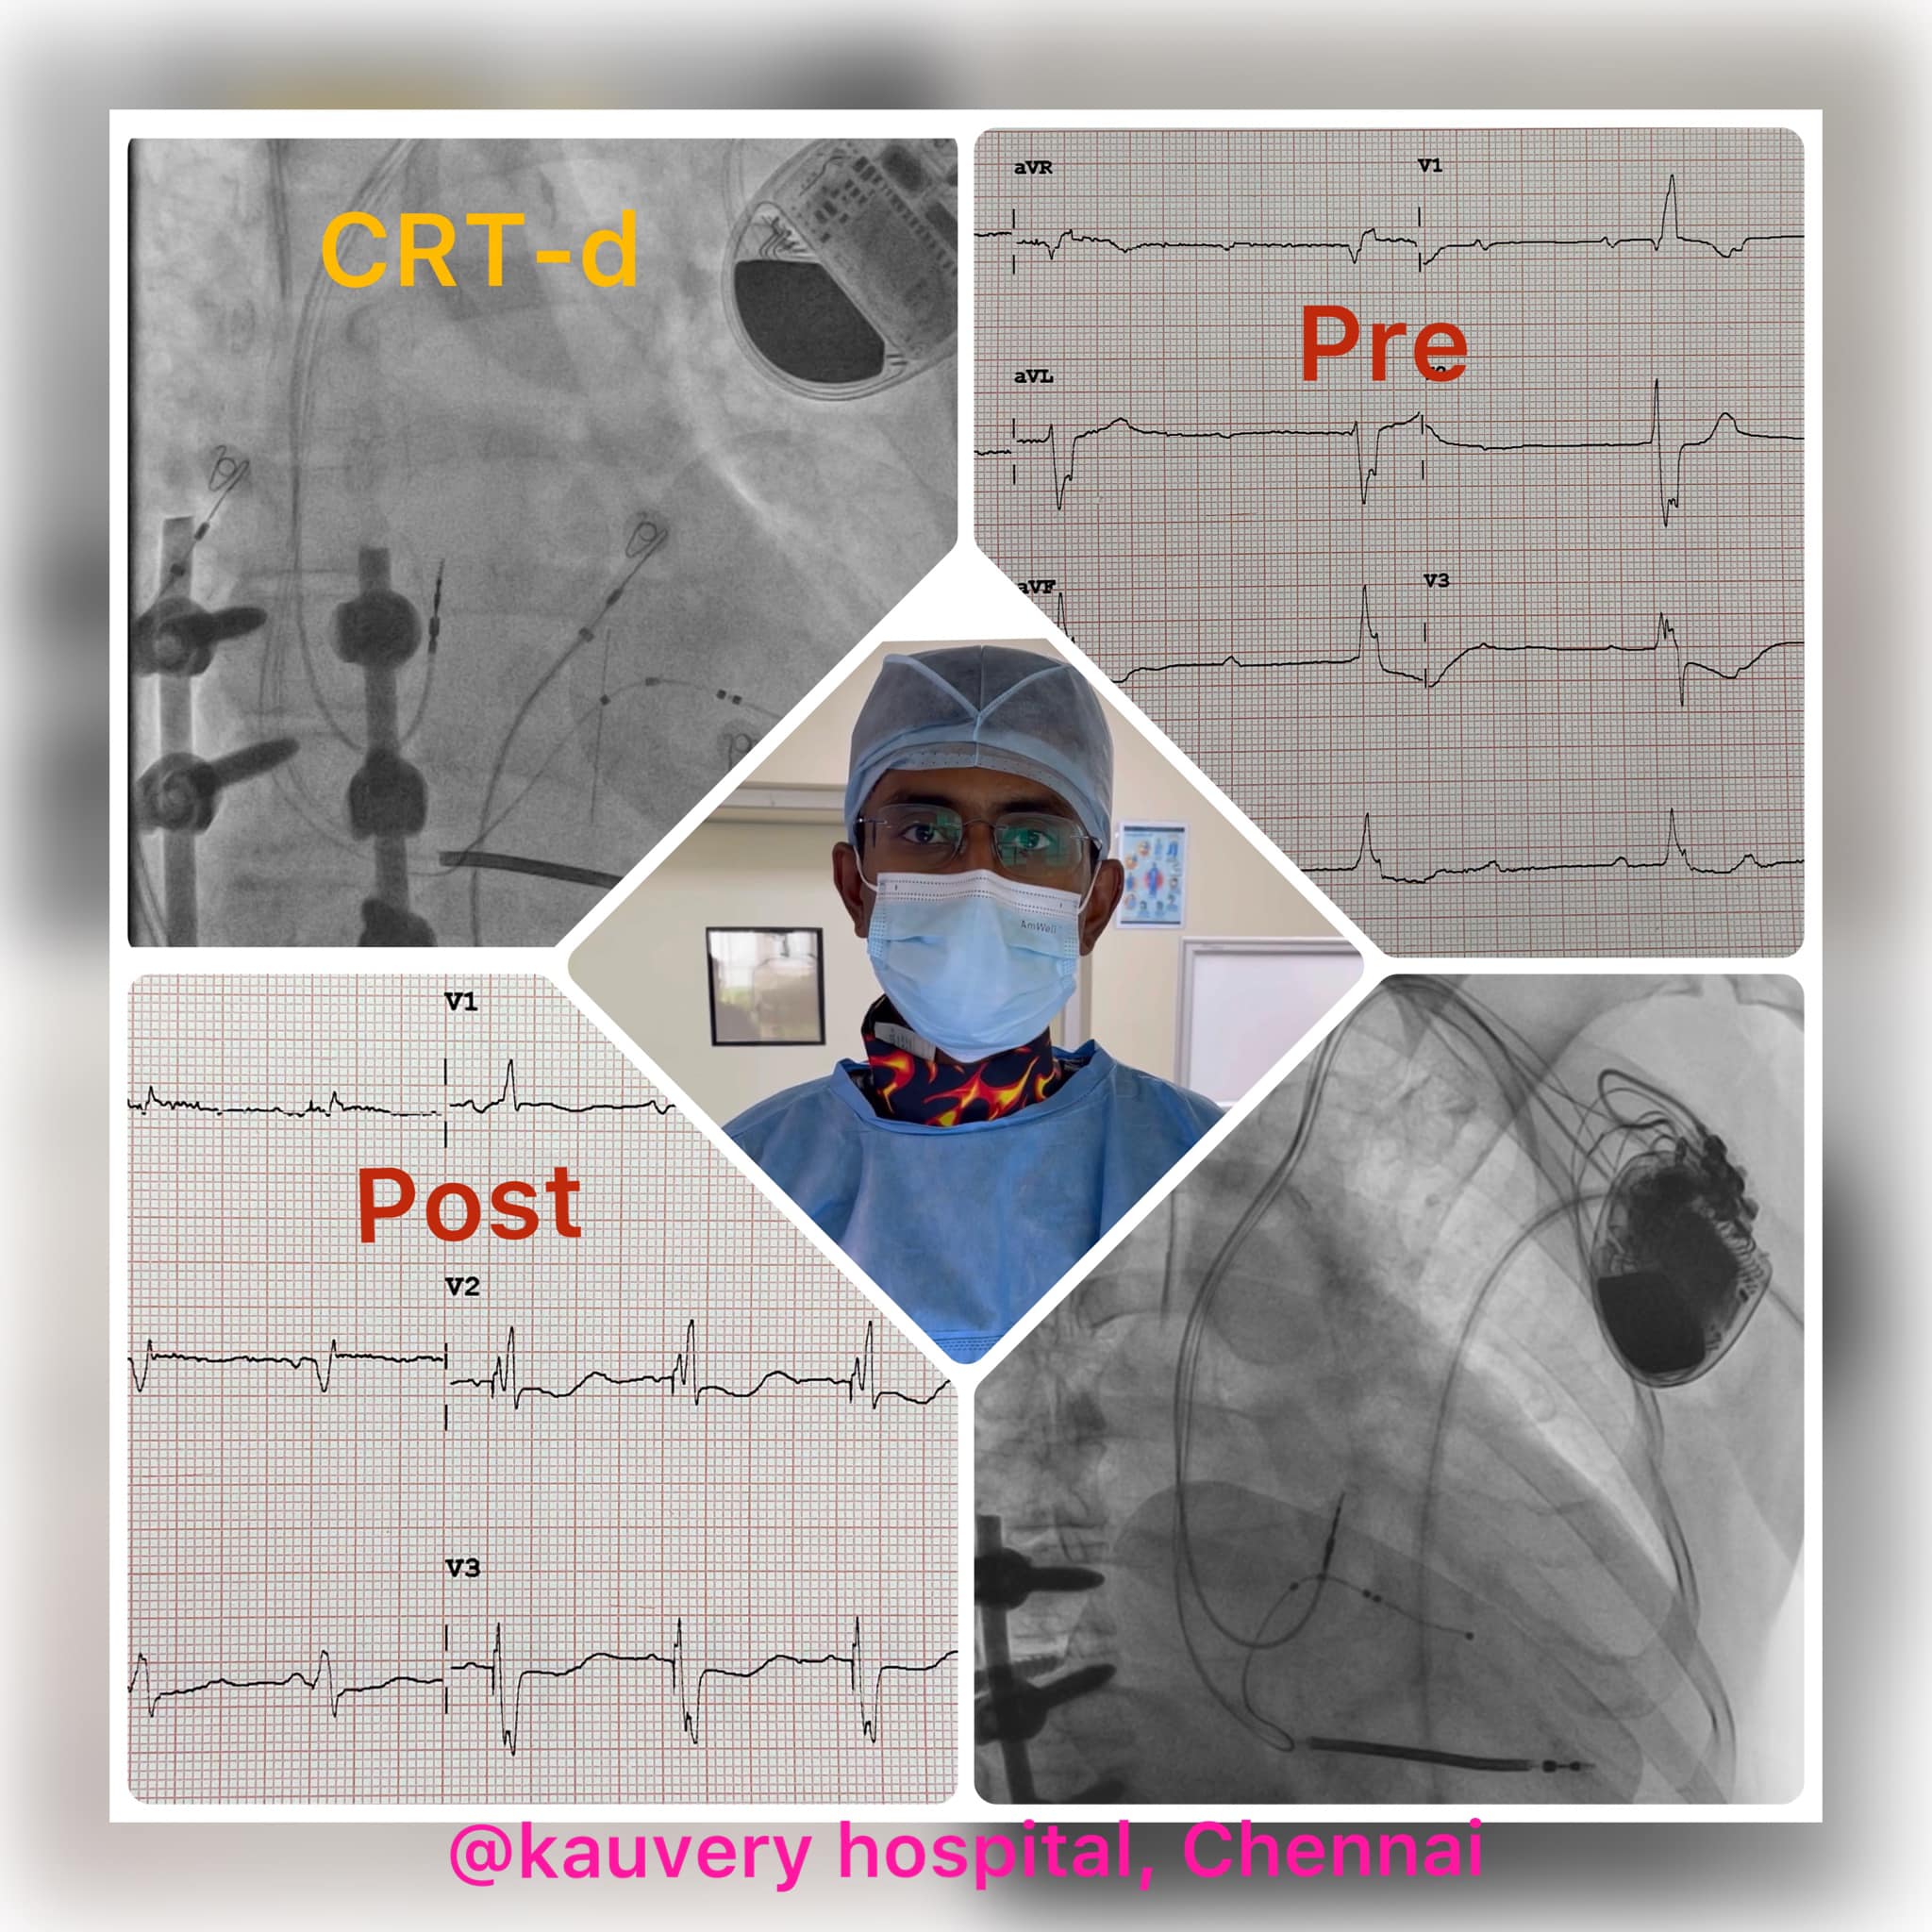 CRT-d
aVR
V1
Pre
aVL
aVF
V3
AmWell
V1
Post
V2
V3
@kauvery hospital, Chennai